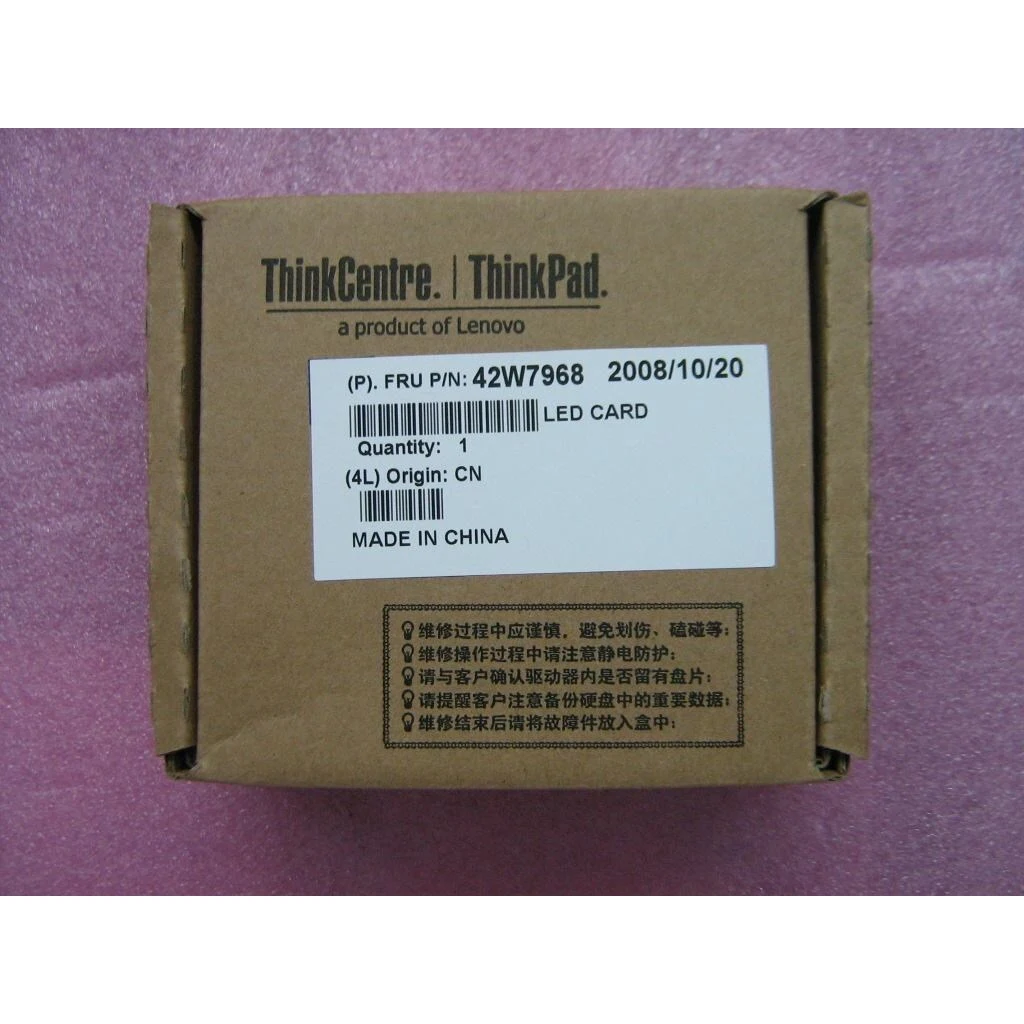 ThinkCentre. | ThinkPad.
a product of Lenovo
(P). FRU P/N: 42W7968 2008/10/20
LED CARD
Quantity: 1
(4L) Origin: CN
MADE IN CHINA
维修过程中应谨慎，避免划伤、磕碰等；
维修操作过程中请注意静电防护；
请与客户确认驱动器内是否留有盘片；
请提醒客户注意备份硬盘中的重要数据；
维修结束后请将故障件放入盒中；